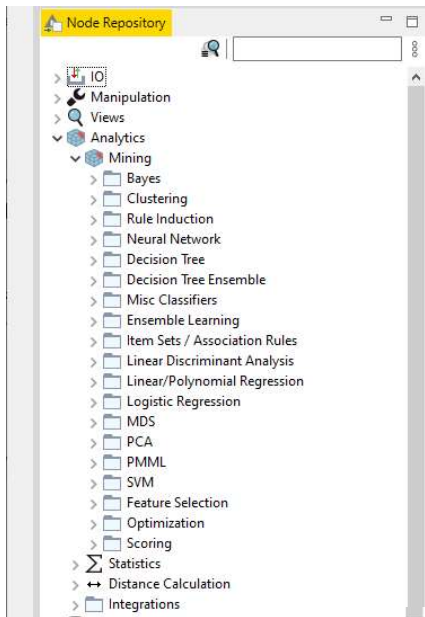 Node Repository
IO
Manipulation
Views
Analytics
Mining
Bayes
Clustering
Rule Induction
Neural Network
Decision Tree
Decision Tree Ensemble
Misc Classifiers
Ensemble Learning
Item Sets / Association Rules
Linear Discriminant Analysis
Linear/Polynomial Regression
Logistic Regression
MDS
PCA
PMML
SVM
Feature Selection
Optimization
Scoring
Statistics
Distance Calculation
Integrations